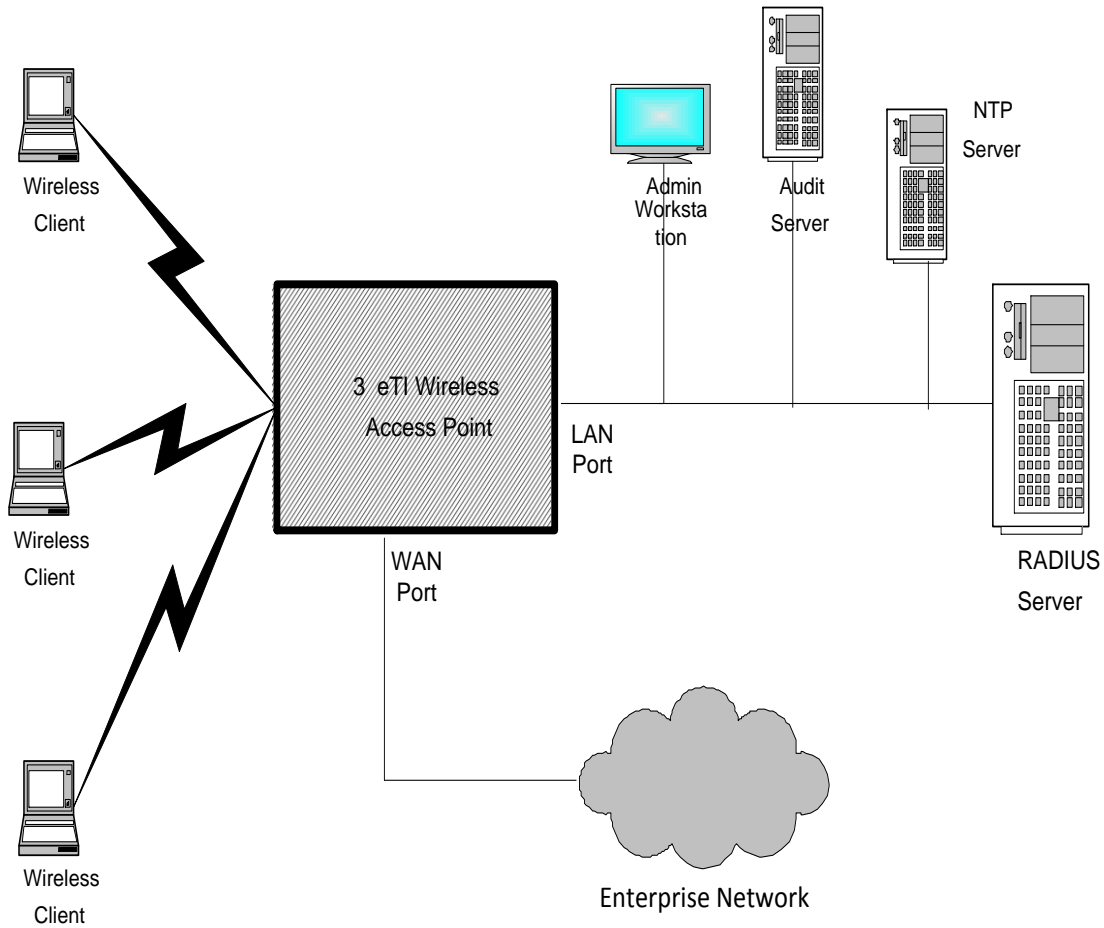 Wireless
Client
Admin
Worksta
tion
Audit
Server
NTP
Server
3 eTI Wireless
Access Point
LAN
Port
Wireless
Client
WAN
Port
RADIUS
Server
Wireless
Client
Enterprise Network